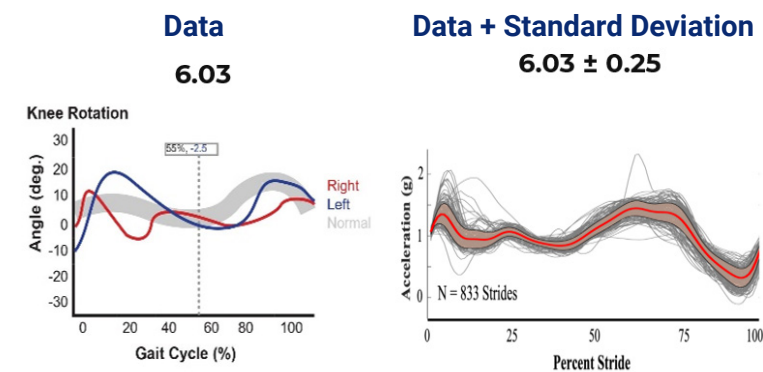 Data
6.03
Knee Rotation
Angle (deg.)
30
20
10
0
-10
-20
-30
55%, -2.5
Right
Left
Normal
0 20 40 60 80 100
Gait Cycle (%)
Data + Standard Deviation
6.03 ± 0.25
Acceleration (g)
2
1
0
N = 833 Strides
0 25 50 75 100
Percent Stride